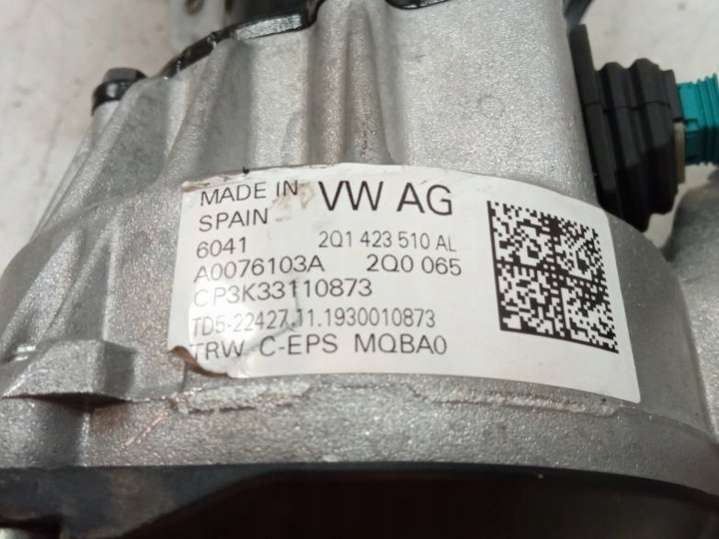 MADE IN SPAIN VW AG
6041 2Q1 423 510 AL
A0076103A 2Q0 065
CP3K33110873
TD5-22427.11.1930010873
TRW C-EPS MQBA0